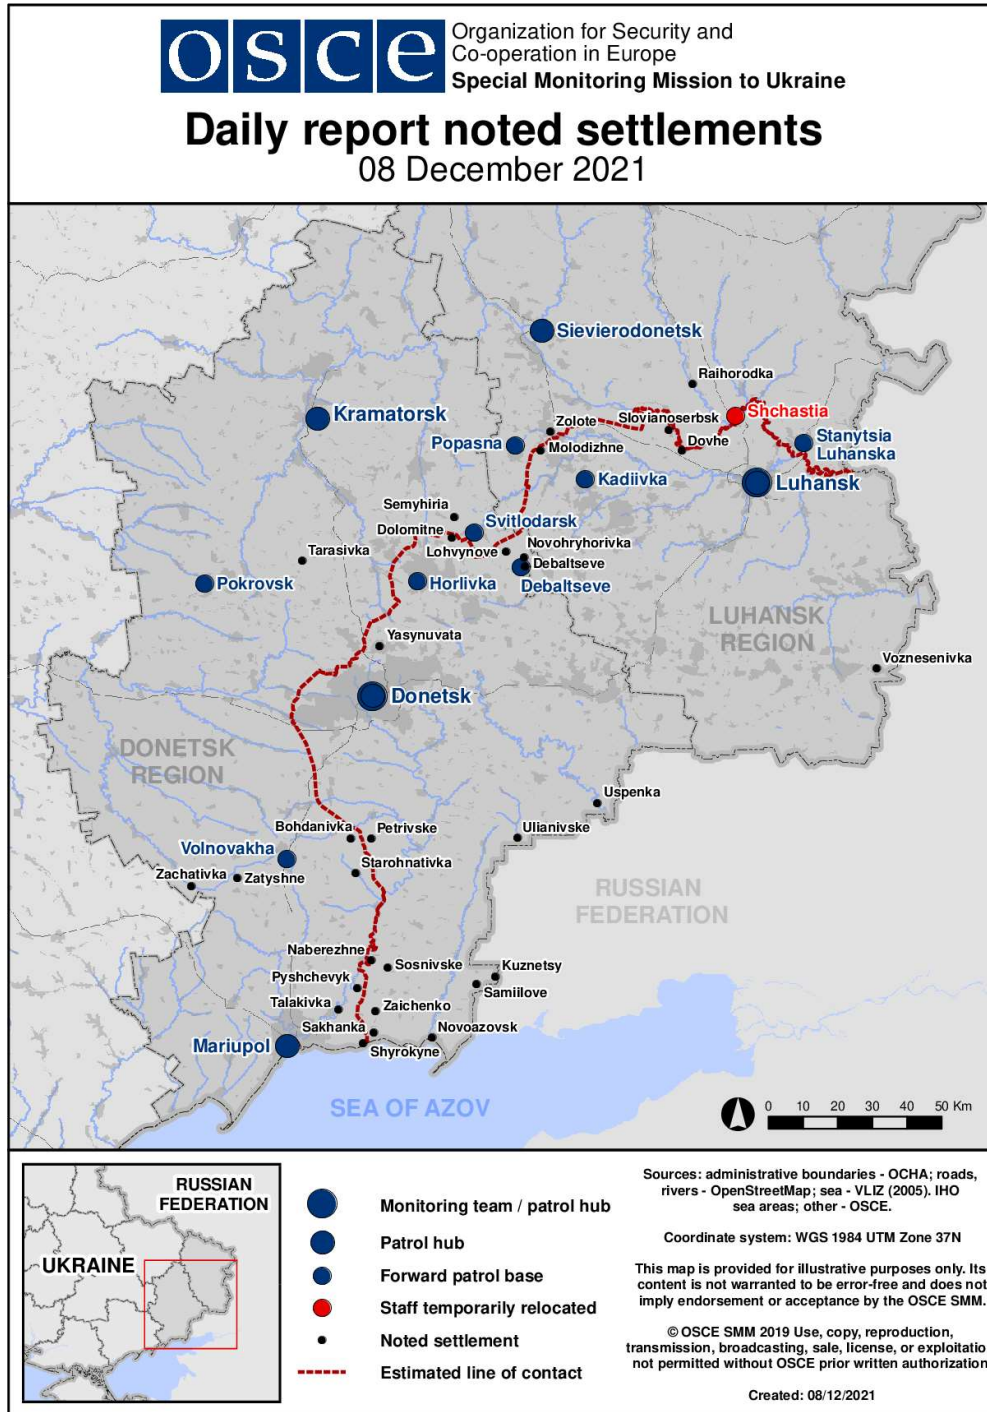 osce
Organization for Security and
Co-operation in Europe
Special Monitoring Mission to Ukraine
Daily report noted settlements
08 December 2021
Sievierodonetsk
Raihorodka
Kramatorsk
Shchastia
Zolote
Slovianoserbsk
Popasna
Molodizhne
Dovhe
Stanytsia
Luhanska
Kadiivka
Luhansk
Semyhiria
Svitlodarsk
Dolomitne
Lohvynove
Novohryhorivka
Tarasivka
Debaltseve
Pokrovsk
Horlivka
Debaltseve
LUHANSK
REGION
Yasynuvata
Voznesenivka
Donetsk
DONETSK
REGION
Uspenka
Bohdanivka
Petrivske
Ulianivske
Volnovakha
Starohnativka
Zachativka
Zatyshne
RUSSIAN
FEDERATION
Naberezhne
Sosnivske
Kuznetsy
Pyshchevyk
Samiilove
Talakivka
Zaichenko
Sakhanka
Novoazovsk
Mariupol
Shyrokyne
SEA OF AZOV
0 10 20 30 40 50 Km
RUSSIAN
FEDERATION
UKRAINE
Monitoring team / patrol hub
Patrol hub
Forward patrol base
Staff temporarily relocated
Noted settlement
Estimated line of contact
Sources: administrative boundaries - OCHA; roads,
rivers - OpenStreetMap; sea - VLIZ (2005). IHO
sea areas; other - OSCE.
Coordinate system: WGS 1984 UTM Zone 37N
This map is provided for illustrative purposes only. Its
content is not warranted to be error-free and does not
imply endorsement or acceptance by the OSCE SMM.
© OSCE SMM 2019 Use, copy, reproduction,
transmission, broadcasting, sale, license, or exploitatio
not permitted without OSCE prior written authorization
Created: 08/12/2021